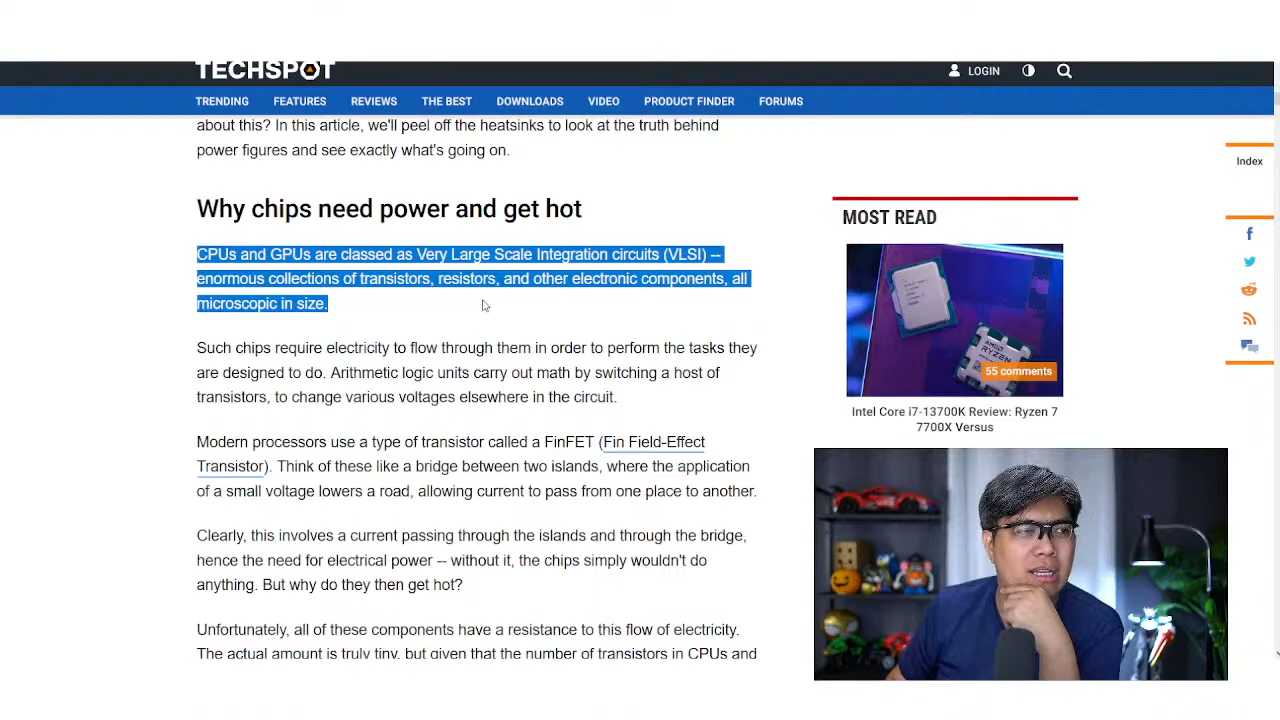 TECHSPOT
LOGIN
TRENDING FEATURES REVIEWS THE BEST DOWNLOADS VIDEO PRODUCT FINDER FORUMS
about this? In this article, we'll peel off the heatsinks to look at the truth behind
power figures and see exactly what's going on.
Why chips need power and get hot
CPUs and GPUs are classed as Very Large Scale Integration circuits (VLSI) --
enormous collections of transistors, resistors, and other electronic components, all
microscopic in size.
Such chips require electricity to flow through them in order to perform the tasks they
are designed to do. Arithmetic logic units carry out math by switching a host of
transistors, to change various voltages elsewhere in the circuit.
Modern processors use a type of transistor called a FinFET (Fin Field-Effect
Transistor). Think of these like a bridge between two islands, where the application
of a small voltage lowers a road, allowing current to pass from one place to another.
Clearly, this involves a current passing through the islands and through the bridge,
hence the need for electrical power -- without it, the chips simply wouldn't do
anything. But why do they then get hot?
Unfortunately, all of these components have a resistance to this flow of electricity.
The actual amount is truly tiny, but given that the number of transistors in CPUs and
MOST READ
AMD
RYZEN
55 comments
Intel Core i7-13700K Review: Ryzen 7
7700X Versus
Index